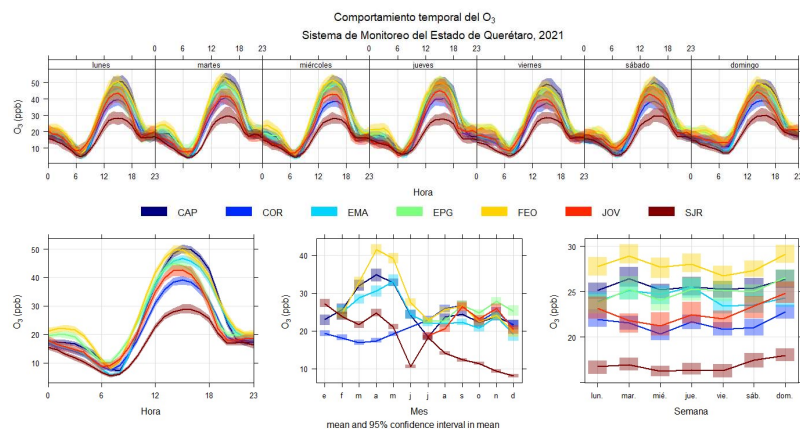 Comportamiento temporal del O3
Sistema de Monitoreo del Estado de Querétaro, 2021
0 6 12 18 23 0 6 12 18 23 0 6 12 18 23
lunes martes miércoles jueves viernes sábado domingo
O3 (ppb)
50
40
30
20
10
0 6 12 18 23 0 6 12 18 23 0 6 12 18 23 0 6 12 18 23
Hora
CAP COR EMA EPG FEO JOV SJR
O3 (ppb)
50
40
30
20
10
0 6 12 18 23
Hora
O3 (ppb)
40
30
20
10
e f m a m j j a s o n d
Mes
O3 (ppb)
30
25
20
lun. mar. mié. jue. vie. sáb. dom.
Semana
mean and 95% confidence interval in mean